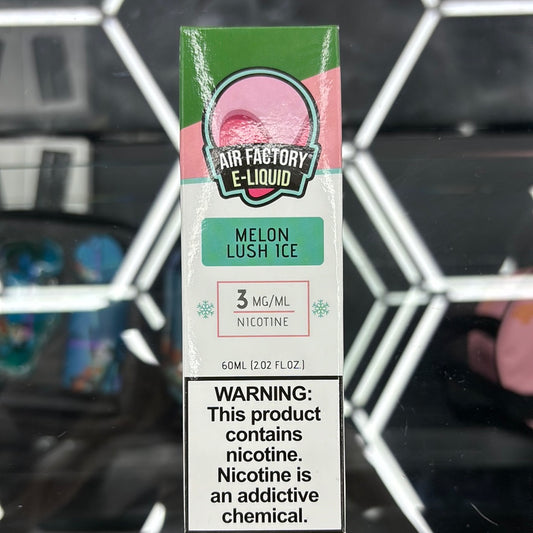 AIR FACTORY
E-LIQUID
MELON
LUSH ICE
3 MG/ML
NICOTINE
60ML (2.02 FL.OZ.)
WARNING:
This product
contains
nicotine.
Nicotine is
an addictive
chemical.